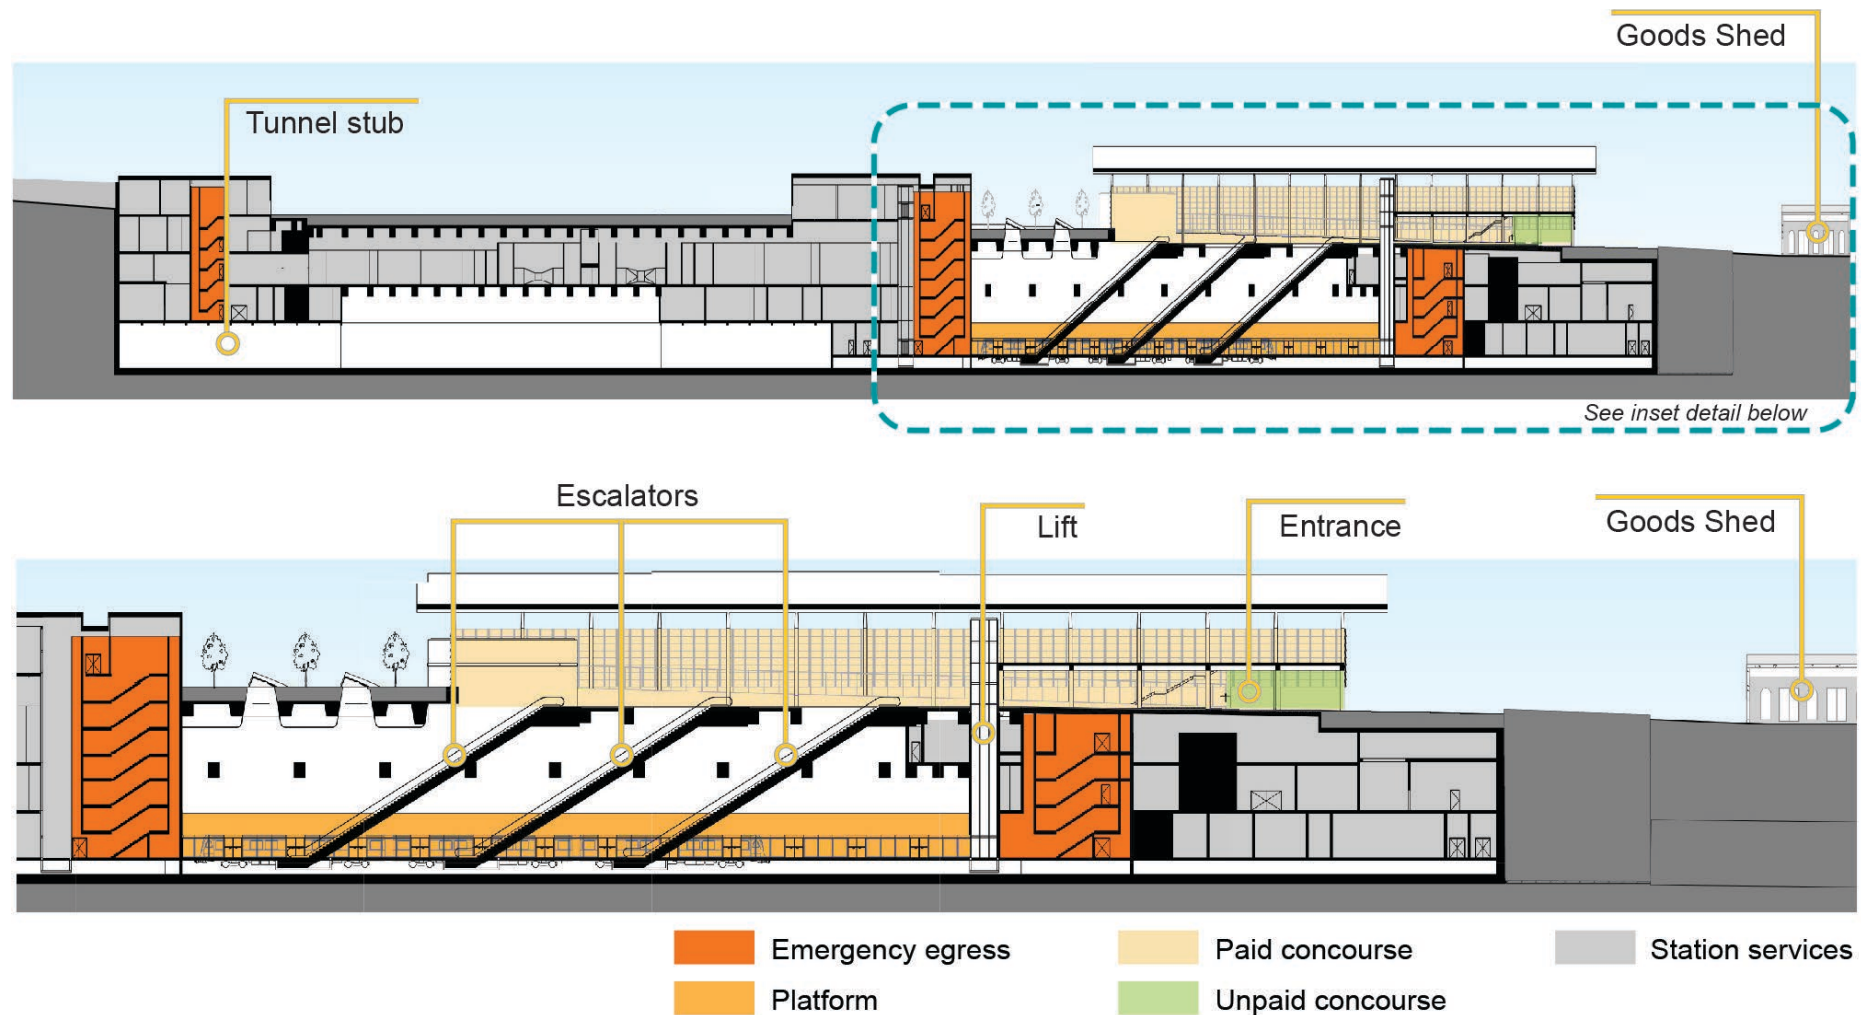 Goods Shed
Tunnel stub
See inset detail below
Escalators
Lift
Entrance
Goods Shed
Emergency egress
Paid concourse
Station services
Platform
Unpaid concourse